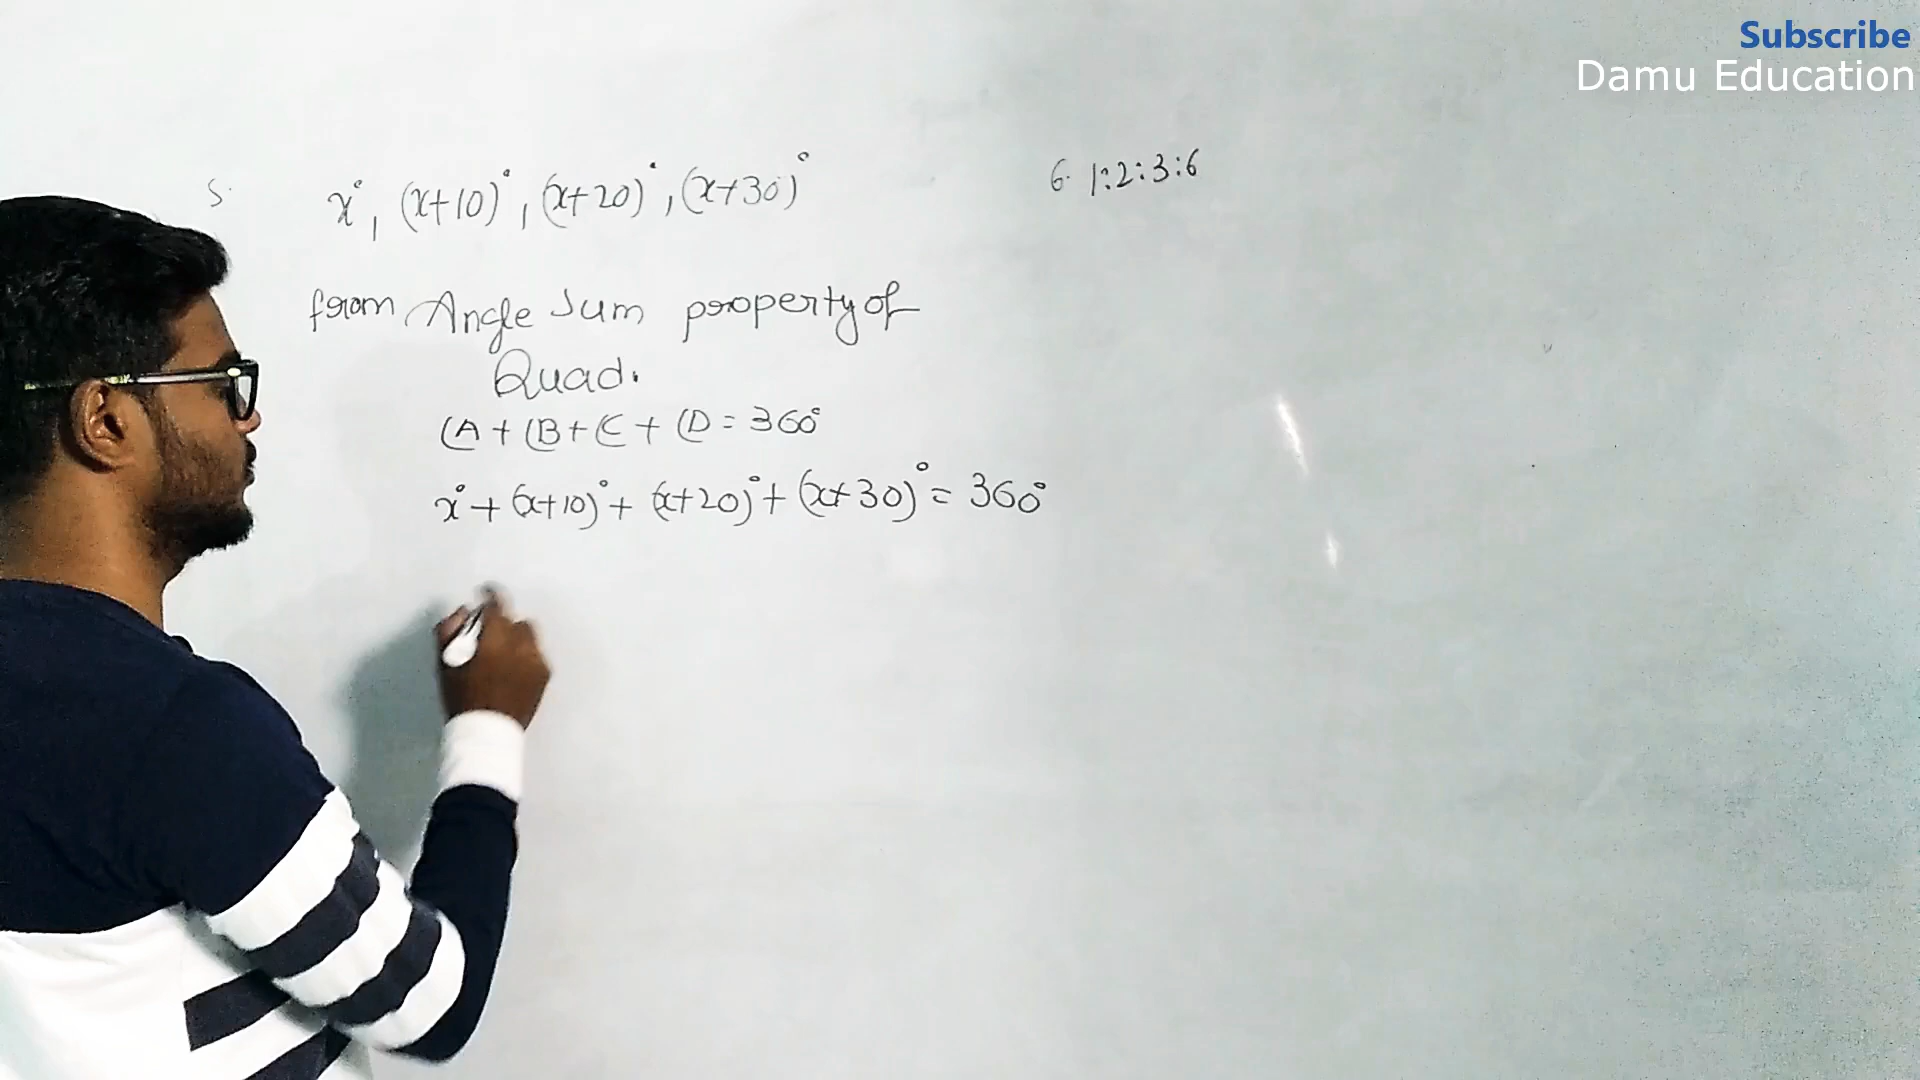 Subscribe
Damu Education
5. x°, (x+10)°, (x+20)°, (x+30)°
6. 1:2:3:6
from Angle Sum property of
Quad.
∠A + ∠B + ∠C + ∠D = 360°
x° + (x+10)° + (x+20)° + (x+30)° = 360°